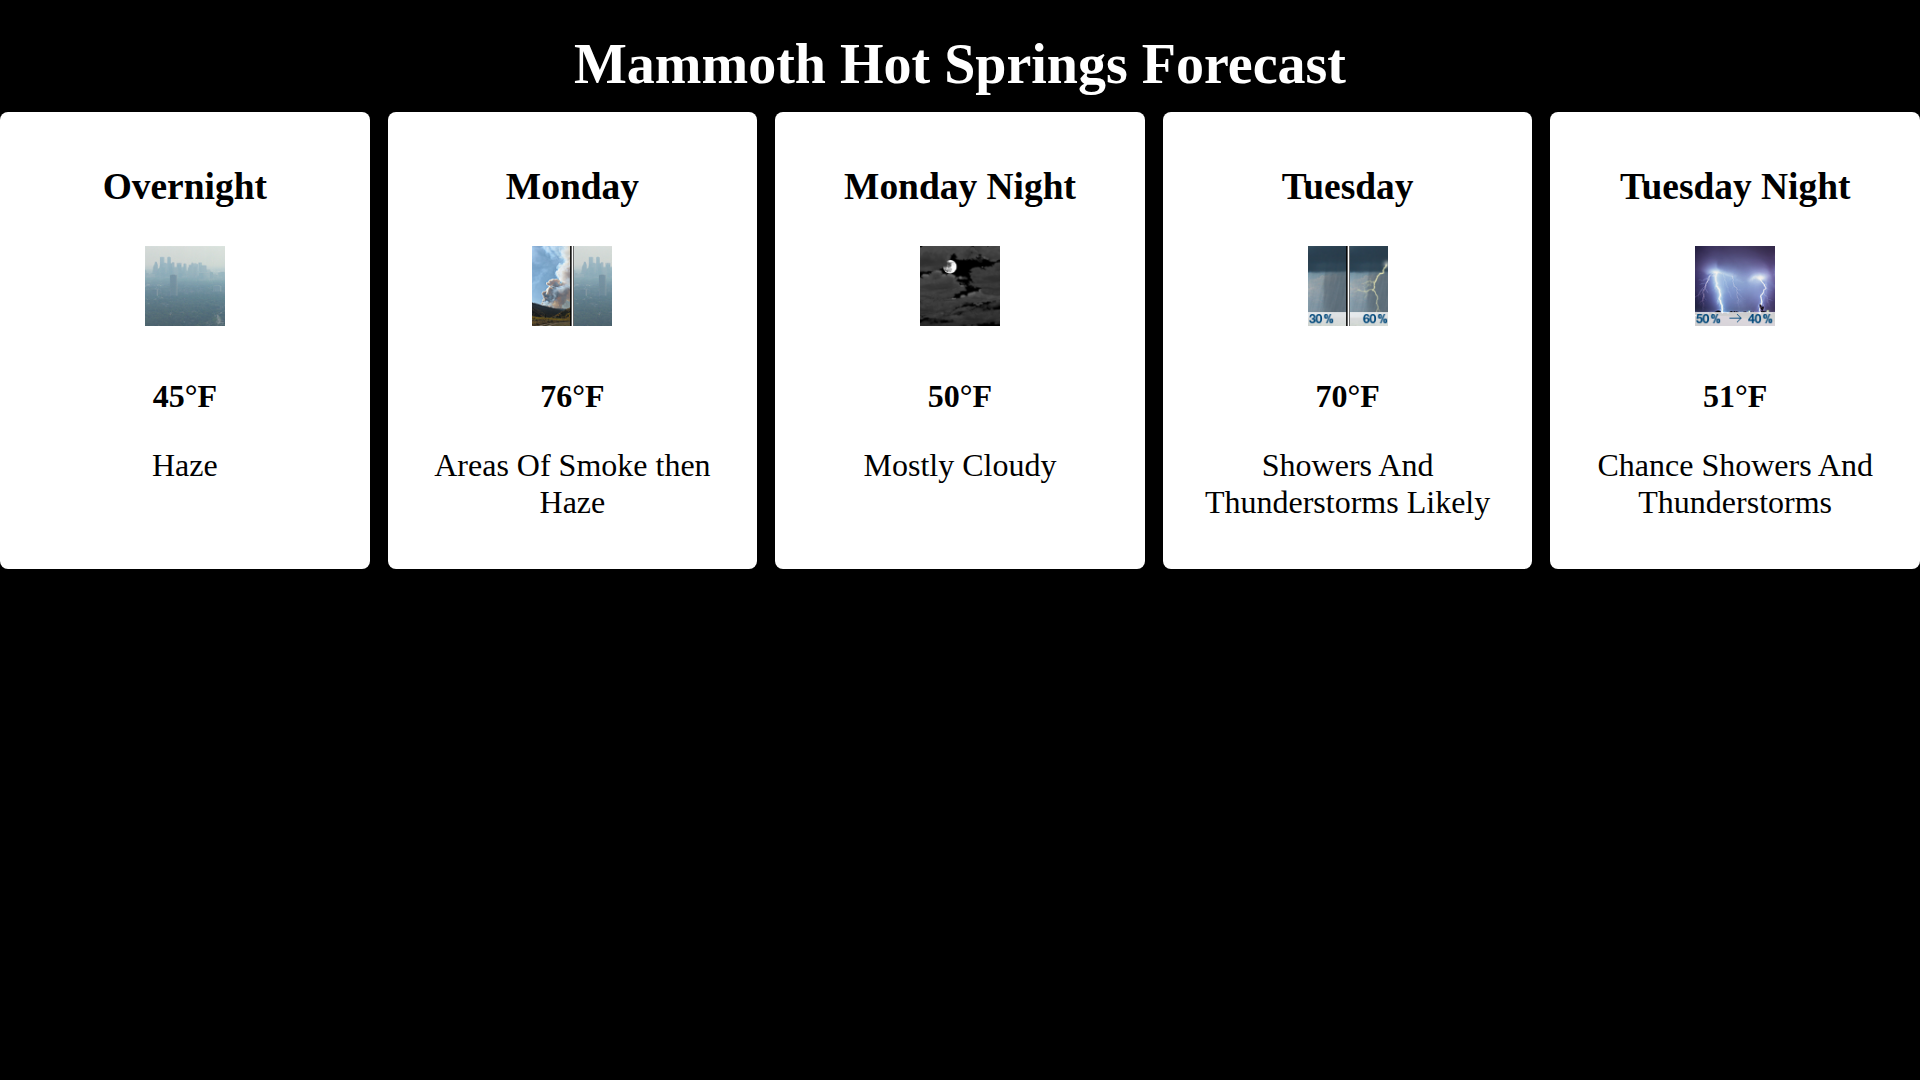 Mammoth Hot Springs Forecast
Overnight
45°F
Haze
Monday
76°F
Areas Of Smoke then
Haze
Monday Night
50°F
Mostly Cloudy
Tuesday
30% 60%
70°F
Showers And
Thunderstorms Likely
Tuesday Night
50% → 40%
51°F
Chance Showers And
Thunderstorms